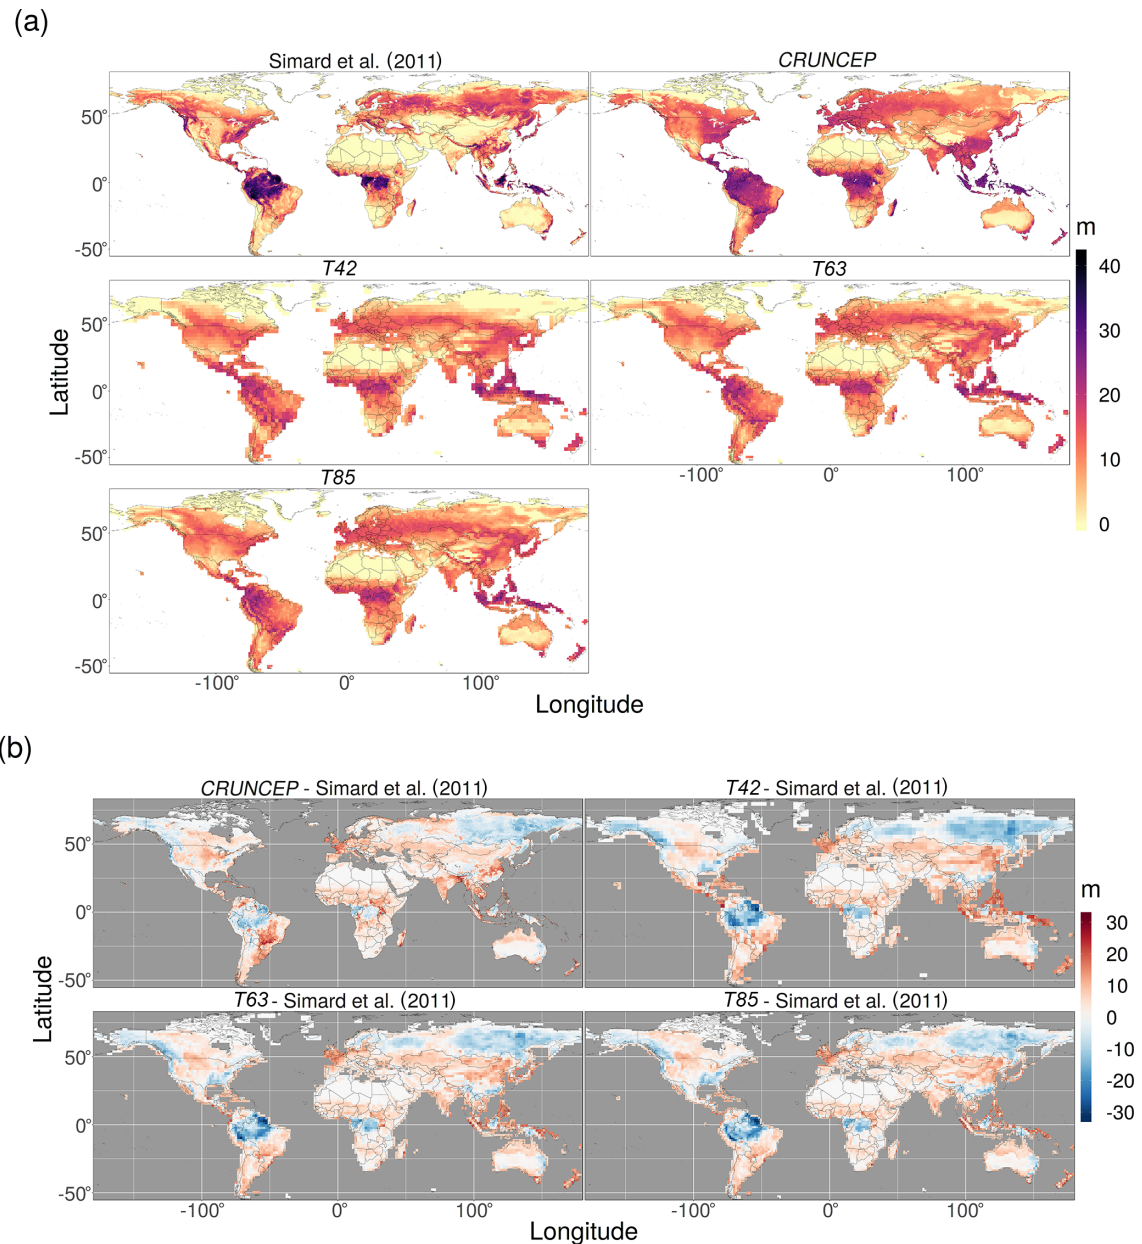 (a)
Simard et al. (2011)
CRUNCEP
50°
0°
-50°
T42
T63
m
40
30
20
10
0
Latitude
50°
0°
-50°
-100°
0°
100°
T85
50°
0°
-50°
-100°
0°
100°
Longitude
(b)
CRUNCEP - Simard et al. (2011)
T42 - Simard et al. (2011)
50°
0°
-50°
T63 - Simard et al. (2011)
T85 - Simard et al. (2011)
m
30
20
10
0
-10
-20
-30
Latitude
50°
0°
-50°
-100°
0°
100°
-100°
0°
100°
Longitude